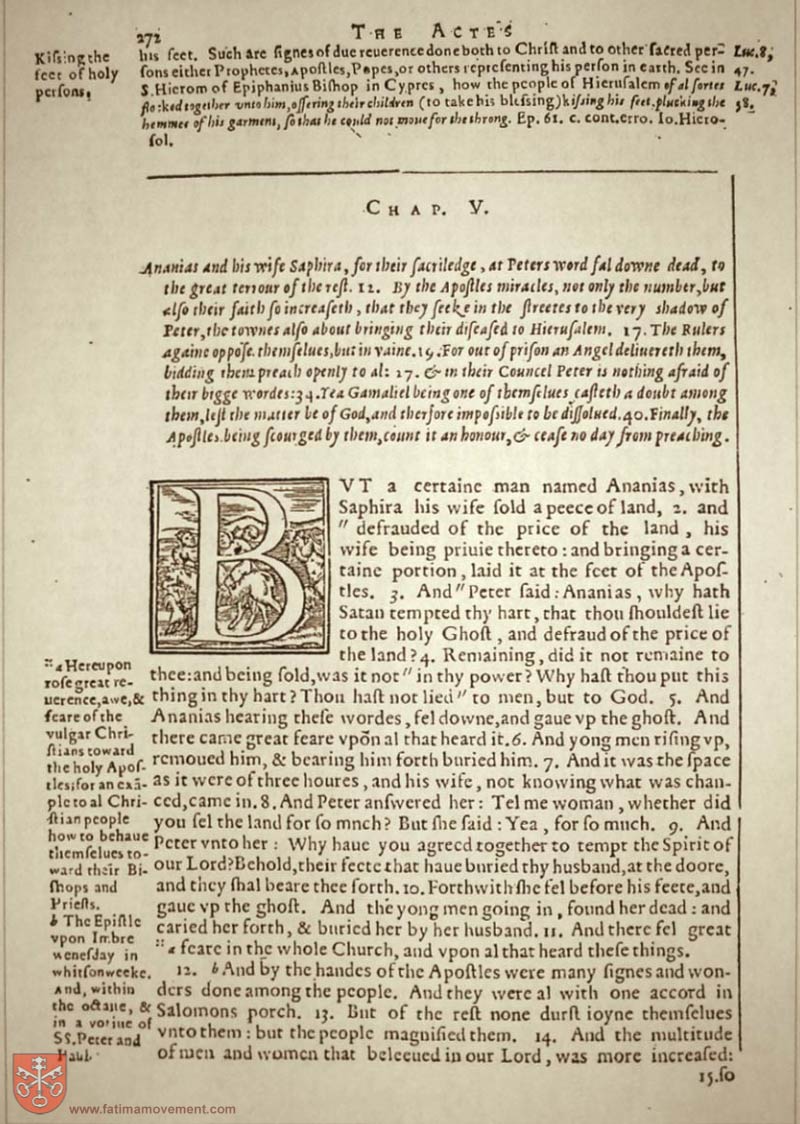 272
THE ACTES
Kiſſing the
feet of holy
perſons.
his feet. Such are ſignes of due reuerence done both to Chriſt and to other ſacred per-
ſons either Prophetes, Apoſtles, Popes, or others repreſenting his perſon in earth. See in
S. Hierom of Epiphanius Biſhop in Cypres, how the people of Hieruſalem of al ſortes
flocked together vnto him, offering their children (to take his bleſſing) kiſſing his feet, plucking the
hemmes of his garment, ſo that he could not moue for the throng. Ep. 61. c. cont. erro. Io. Hiero-
ſol.
Luc. 8,
47.
Luc. 7,
38.
CHAP. V.
Ananias and his wife Saphira, for their ſacriledge, at Peters word fal downe dead, to
the great terrour of the reſt. 12. By the Apoſtles miracles, not only the number, but
alſo their faith ſo increaſeth, that they ſeeke in the ſtreetes to the very shadow of
Peter, the townes alſo about bringing their diſeaſed to Hieruſalem. 17. The Rulers
againe oppoſe themſelues, but in vaine. 19. For out of priſon an Angel deliuereth them,
bidding them preach openly to al: 27. & in their Councel Peter is nothing afraid of
their bigge wordes: 34. Yea Gamaliel being one of themſelues caſteth a doubt among
them, leſt the matter be of God, and therfore impoſsible to be diſſolued. 40. Finally, the
Apoſtles being ſcourged by them, count it an honour, & ceaſe no day from preaching.
BVT a certaine man named Ananias, with
Saphira his wife ſold a peece of land, 2. and
" defrauded of the price of the land, his
wife being priuie thereto: and bringing a cer-
taine portion, laid it at the feet of the Apoſ-
tles. 3. And " Peter ſaid: Ananias, why hath
Satan tempted thy hart, that thou ſhouldeſt lie
to the holy Ghoſt, and defraud of the price of
the land? 4. Remaining, did it not remaine to
thee: and being ſold, was it not " in thy power? Why haſt thou put this
thing in thy hart? Thou haſt not lied " to men, but to God. 5. And
Ananias hearing theſe wordes, fel downe, and gaue vp the ghoſt. And
there came great feare vpõn al that heard it. 6. And yong men riſing vp,
remoued him, & bearing him forth buried him. 7. And it was the ſpace
as it were of three houres, and his wife, not knowing what was chan-
ced, came in. 8. And Peter anſwered her: Tel me woman, whether did
you ſel the land for ſo mnch? But ſhe ſaid: Yea, for ſo much. 9. And
Peter vnto her: Why haue you agreed together to tempt the Spirit of
our Lord? Behold, their feete that haue buried thy husband, at the doore,
and they ſhal beare thee forth. 10. Forthwith ſhe fel before his feete, and
gaue vp the ghoſt. And the yong men going in, found her dead: and
caried her forth, & buried her by her husband. 11. And there fel great
:: a feare in the whole Church, and vpon al that heard theſe things.
12. b And by the handes of the Apoſtles were many ſignes and won-
ders done among the people. And they were al with one accord in
Salomons porch. 13. But of the reſt none durſt ioyne themſelues
vnto them: but the people magnified them. 14. And the multitude
of men and women that beleeued in our Lord, was more increaſed:
15. ſo
:: a Hereupon
roſe great re-
uerence, awe, &
feare of the
vulgar Chri-
ſtians toward
the holy Apoſ-
tles; for an exã-
ple to al Chri-
ſtian people
how to behaue
themſelues to-
ward their Bi-
ſhops and
Prieſts.
b The Epiſtle
vpon Imbre
weneſday in
whitſonweeke.
And, within
the octaue, &
in a votiue of
SS. Peter and
Paul.
www.fatimamovement.com